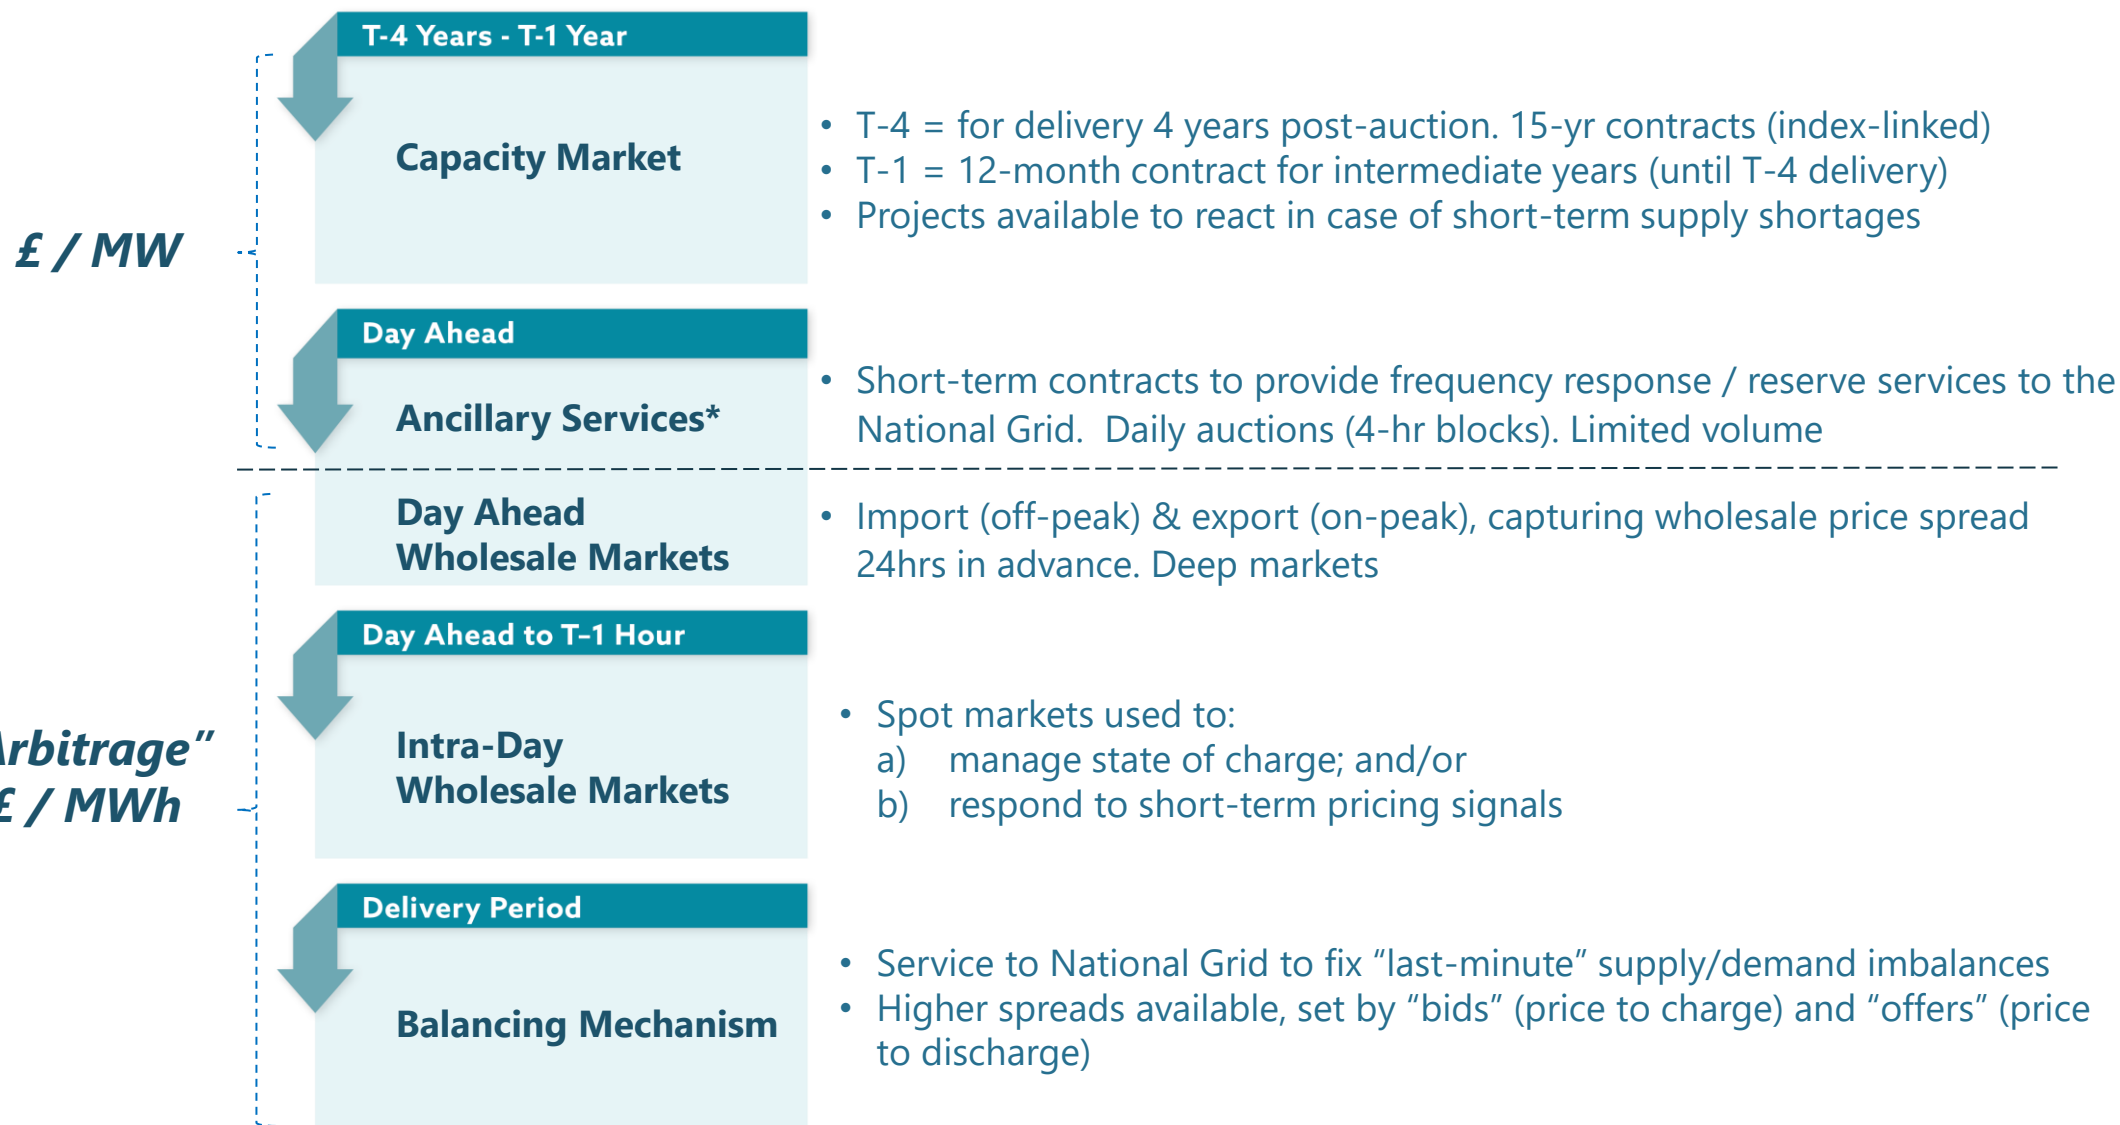 T-4 Years - T-1 Year
Capacity Market
• T-4 = for delivery 4 years post-auction. 15-yr contracts (index-linked)
• T-1 = 12-month contract for intermediate years (until T-4 delivery)
• Projects available to react in case of short-term supply shortages
£ / MW
Day Ahead
Ancillary Services*
• Short-term contracts to provide frequency response / reserve services to the
National Grid. Daily auctions (4-hr blocks). Limited volume
Day Ahead
Wholesale Markets
• Import (off-peak) & export (on-peak), capturing wholesale price spread
24hrs in advance. Deep markets
Arbitrage”
£ / MWh
Day Ahead to T–1 Hour
Intra-Day
Wholesale Markets
• Spot markets used to:
a) manage state of charge; and/or
b) respond to short-term pricing signals
Delivery Period
Balancing Mechanism
• Service to National Grid to fix “last-minute” supply/demand imbalances
• Higher spreads available, set by “bids” (price to charge) and “offers” (price
to discharge)